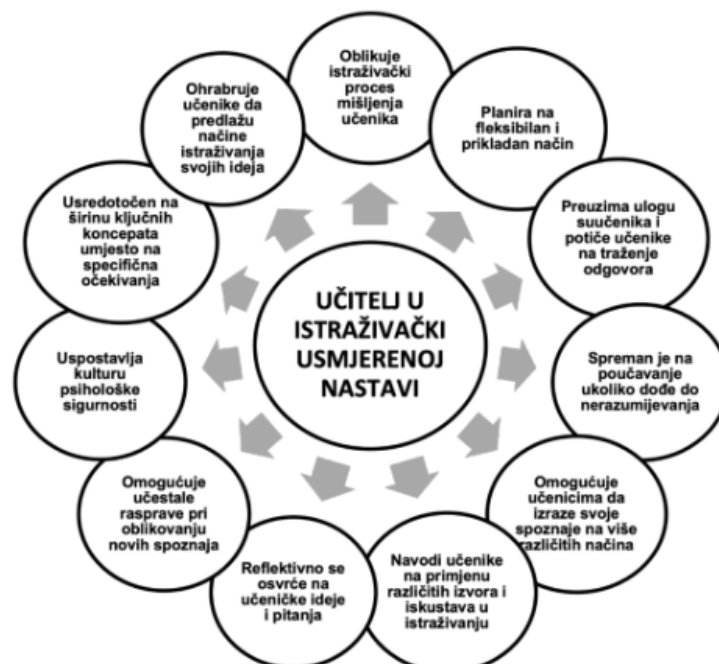 Oblikuje
istraživački
proces
mišljenja
učenika
Planira na
fleksibilan i
prikladan način
Preuzima ulogu
suučenika i
potiče učenike
na traženje
odgovora
Spreman je na
poučavanje
ukoliko dođe do
nerazumijevanja
Omogućuje
učenicima da
izraze svoje
spoznaje na više
različitih načina
Navodi učenike
na primjenu
različitih izvora i
iskustava u
istraživanju
Reflektivno se
osvrće na
učeničke ideje
i pitanja
Omogućuje
učestale
rasprave pri
oblikovanju
novih spoznaja
Uspostavlja
kulturu
psihološke
sigurnosti
Usredotočen na
širinu ključnih
koncepata
umjesto na
specifična
očekivanja
Ohrabruje
učenike da
predlažu
načine
istraživanja
svojih ideja
UČITELJ U
ISTRAŽIVAČKI
USMJERENOJ
NASTAVI